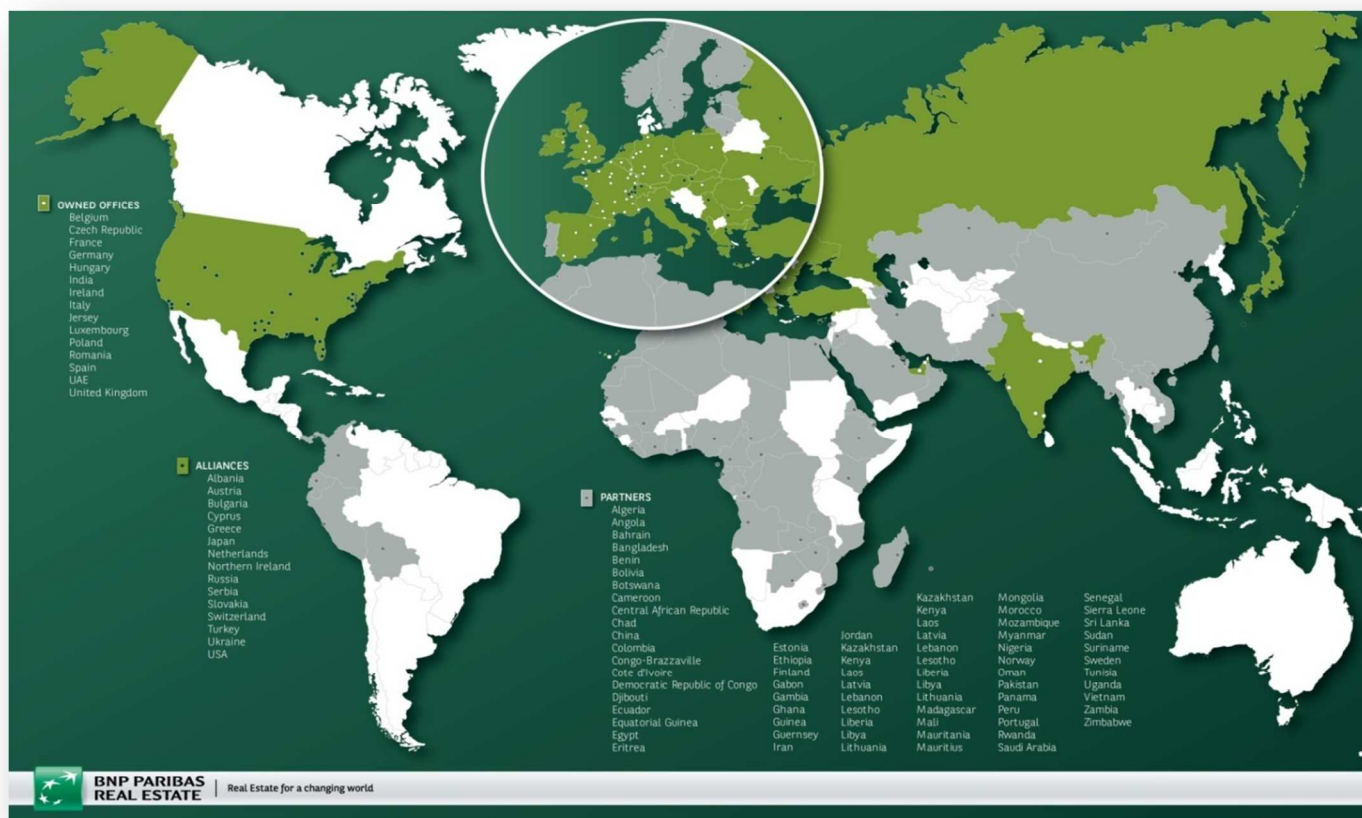 OWNED OFFICES
Belgium
Czech Republic
France
Germany
Hungary
India
Ireland
Italy
Jersey
Luxembourg
Poland
Romania
Spain
UAE
United Kingdom
ALLIANCES
Albania
Austria
Bulgaria
Cyprus
Greece
Japan
Netherlands
Northern Ireland
Russia
Serbia
Slovakia
Switzerland
Turkey
Ukraine
USA
PARTNERS
Algeria
Angola
Bahrain
Bangladesh
Benin
Bolivia
Botswana
Cameroon
Central African Republic
Chad
China
Colombia
Congo-Brazzaville
Cote d'Ivoire
Democratic Republic of Congo
Djibouti
Ecuador
Equatorial Guinea
Egypt
Eritrea
Estonia
Ethiopia
Finland
Gabon
Gambia
Ghana
Guinea
Guernsey
Iran
Jordan
Kazakhstan
Kenya
Laos
Latvia
Lebanon
Lesotho
Liberia
Libya
Lithuania
Kazakhstan
Kenya
Laos
Latvia
Lebanon
Lesotho
Liberia
Libya
Lithuania
Madagascar
Mali
Mauritania
Mauritius
Mongolia
Morocco
Mozambique
Myanmar
Nigeria
Norway
Oman
Pakistan
Panama
Peru
Portugal
Rwanda
Saudi Arabia
Senegal
Sierra Leone
Sri Lanka
Sudan
Suriname
Sweden
Tunisia
Uganda
Vietnam
Zambia
Zimbabwe
BNP PARIBAS
REAL ESTATE
Real Estate for a changing world